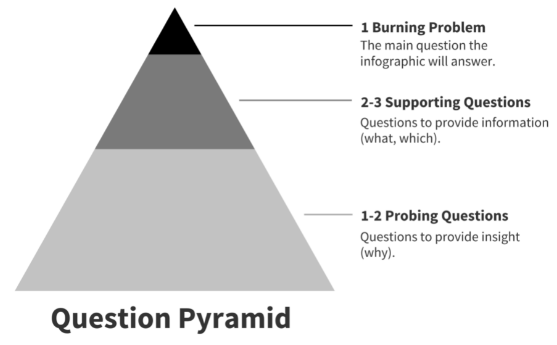 1 Burning Problem
The main question the
infographic will answer.
2-3 Supporting Questions
Questions to provide information
(what, which).
1-2 Probing Questions
Questions to provide insight
(why).
Question Pyramid